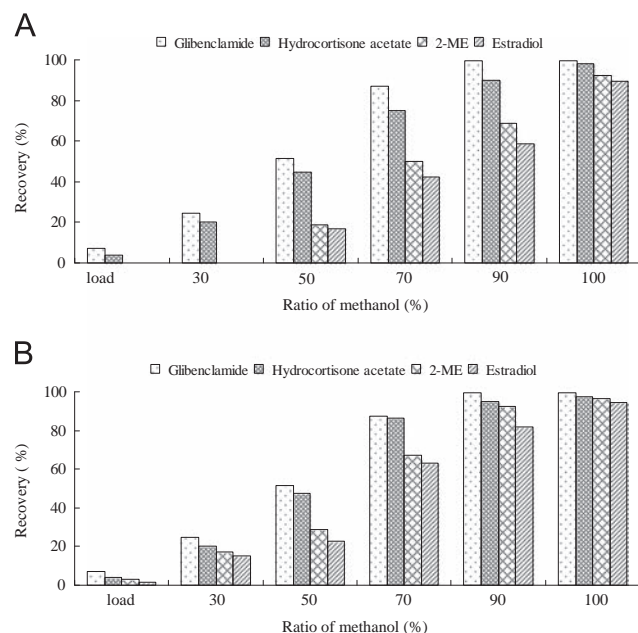 A
Glibenclamide Hydrocortisone acetate 2-ME Estradiol
100
80
60
40
20
0
Recovery (%)
load 30 50 70 90 100
Ratio of methanol (%)
B
Glibenclamide Hydrocortisone acetate 2-ME Estradiol
100
80
60
40
20
0
Recovery ( %)
load 30 50 70 90 100
Ratio of methanol (%)